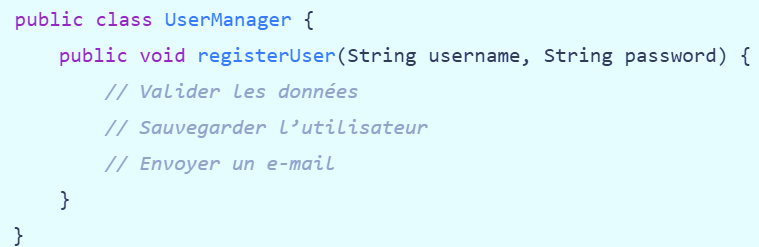 public class UserManager {
    public void registerUser(String username, String password) {
        // Valider les données
        // Sauvegarder l’utilisateur
        // Envoyer un e-mail
    }
}